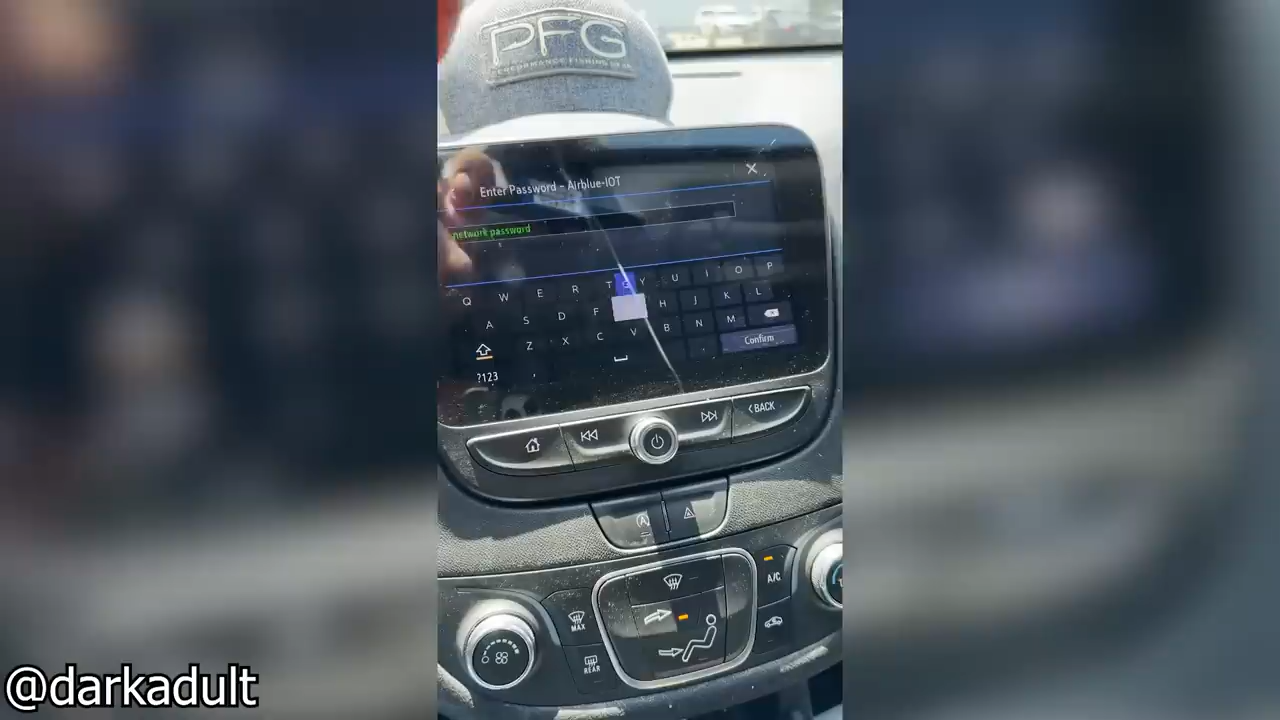 PFG
PERFORMANCE FISHING GEAR
Enter Password - Airblue-IOT
network password
Q W E R T G Y U I O P
A S D F H J K L
Z X C V B N M
?123 ,
Confirm
BACK
A
MAX
A/C
REAR
@darkadult